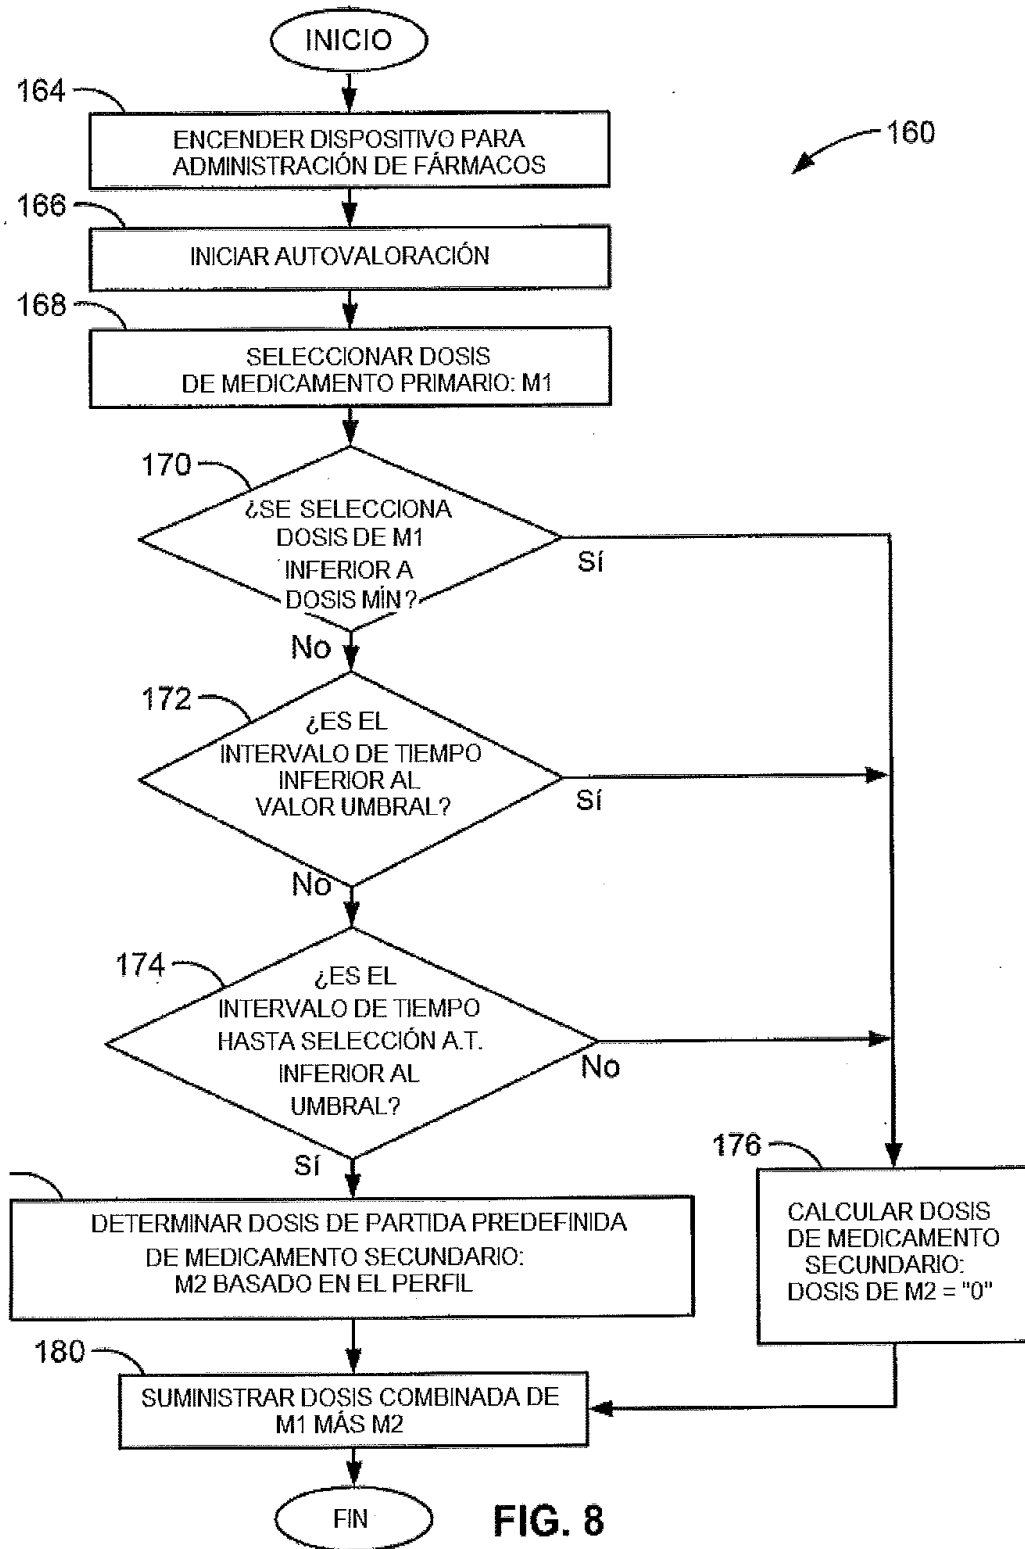 INICIO
164
ENCENDER DISPOSITIVO PARA
ADMINISTRACIÓN DE FÁRMACOS
160
166
INICIAR AUTOVALORACIÓN
168
SELECCIONAR DOSIS
DE MEDICAMENTO PRIMARIO: M1
170
¿SE SELECCIONA
DOSIS DE M1
INFERIOR A
DOSIS MÍN?
Sí
No
172
¿ES EL
INTERVALO DE TIEMPO
INFERIOR AL
VALOR UMBRAL?
Sí
No
174
¿ES EL
INTERVALO DE TIEMPO
HASTA SELECCIÓN A.T.
INFERIOR AL
UMBRAL?
No
Sí
176
CALCULAR DOSIS
DE MEDICAMENTO
SECUNDARIO:
DOSIS DE M2 = "0"
DETERMINAR DOSIS DE PARTIDA PREDEFINIDA
DE MEDICAMENTO SECUNDARIO:
M2 BASADO EN EL PERFIL
180
SUMINISTRAR DOSIS COMBINADA DE
M1 MÁS M2
FIN
FIG. 8